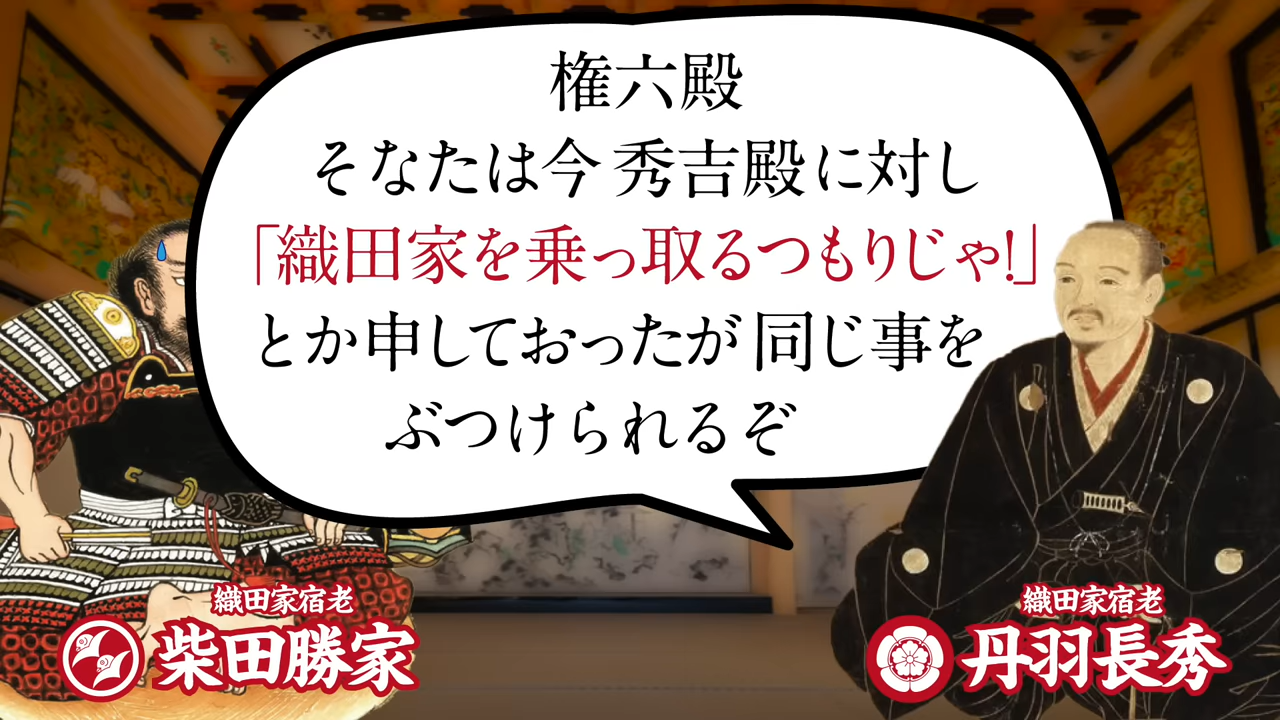 権六殿
そなたは今 秀吉殿に対し
「織田家を乗っ取るつもりじゃ!」
とか申しておったが 同じ事を
ぶつけられるぞ
織田家宿老
柴田勝家
織田家宿老
丹羽長秀